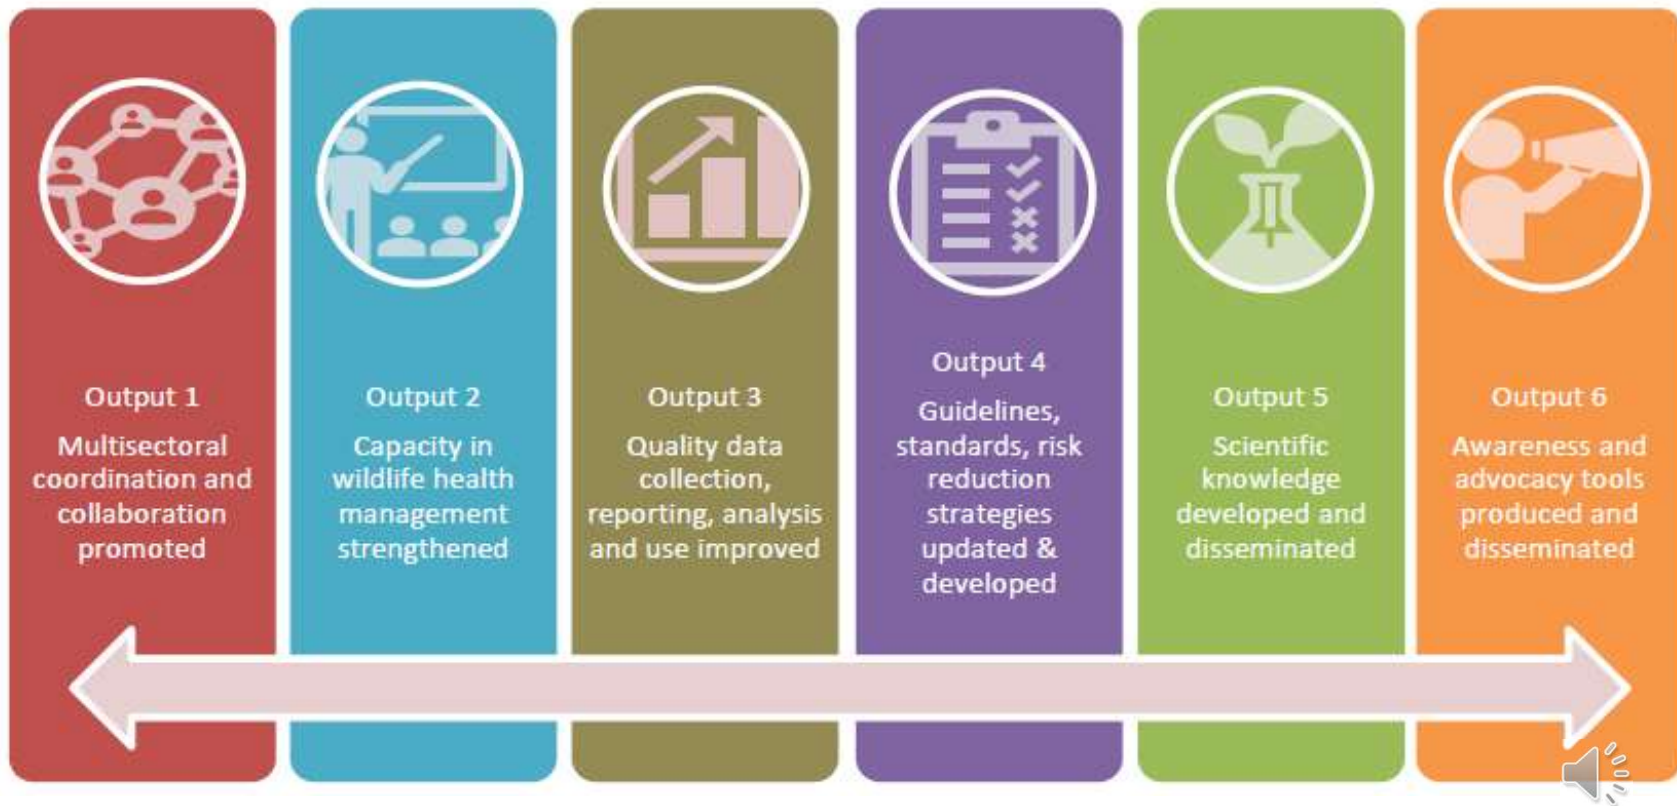 Output 1
Multisectoral
coordination and
collaboration
promoted
Output 2
Capacity in
wildlife health
management
strengthened
Output 3
Quality data
collection,
reporting, analysis
and use improved
Output 4
Guidelines,
standards, risk
reduction
strategies
updated &
developed
Output 5
Scientific
knowledge
developed and
disseminated
Output 6
Awareness and
advocacy tools
produced and
disseminated